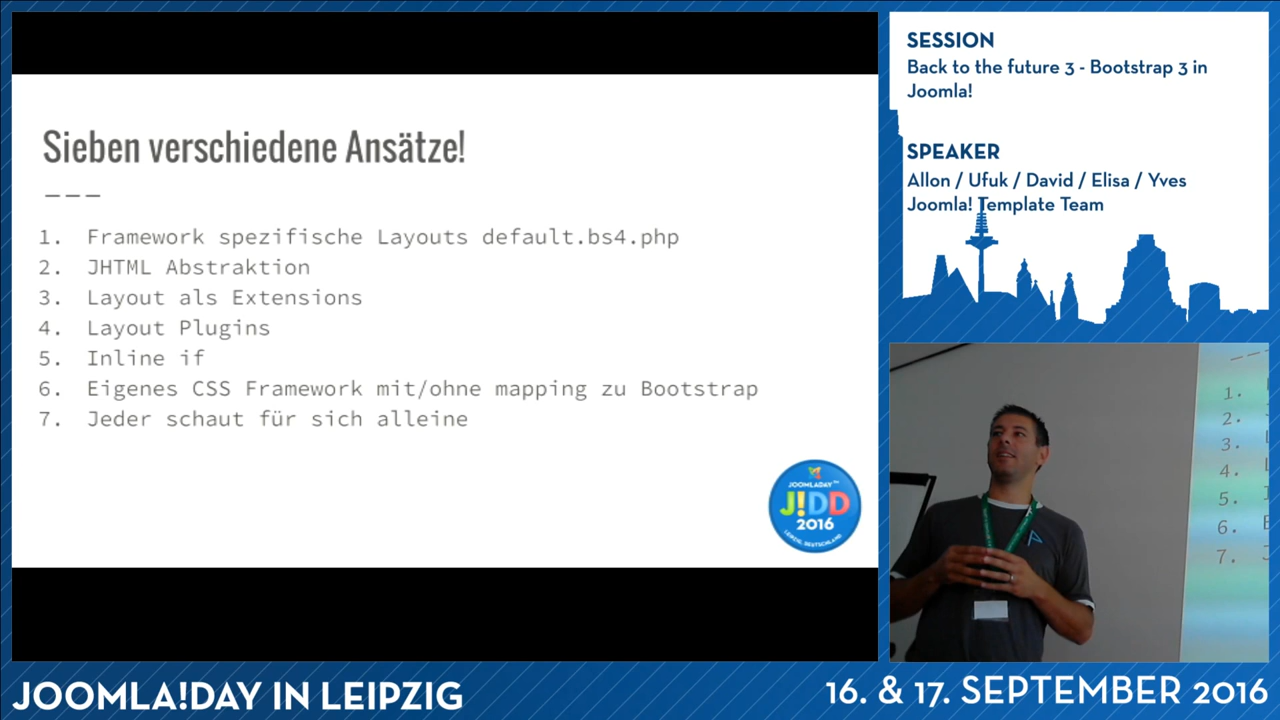 Sieben verschiedene Ansätze!
———
1. Framework spezifische Layouts default.bs4.php
2. JHTML Abstraktion
3. Layout als Extensions
4. Layout Plugins
5. Inline if
6. Eigenes CSS Framework mit/ohne mapping zu Bootstrap
7. Jeder schaut für sich alleine
JOOMLADAY™
J!DD
2016
LEIPZIG, DEUTSCHLAND
SESSION
Back to the future 3 - Bootstrap 3 in
Joomla!
SPEAKER
Allon / Ufuk / David / Elisa / Yves
Joomla! Template Team
1.
2.
3.
4.
5.
6.
7.
JOOMLA!DAY IN LEIPZIG
16. & 17. SEPTEMBER 2016